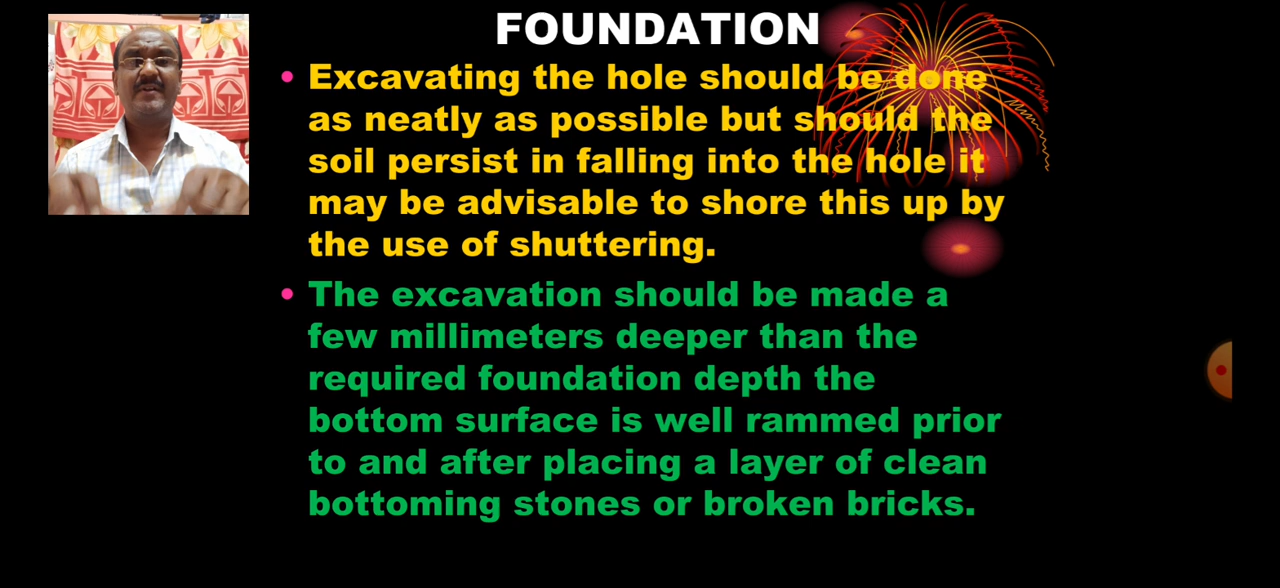 FOUNDATION
• Excavating the hole should be done
as neatly as possible but should the
soil persist in falling into the hole it
may be advisable to shore this up by
the use of shuttering.
• The excavation should be made a
few millimeters deeper than the
required foundation depth the
bottom surface is well rammed prior
to and after placing a layer of clean
bottoming stones or broken bricks.